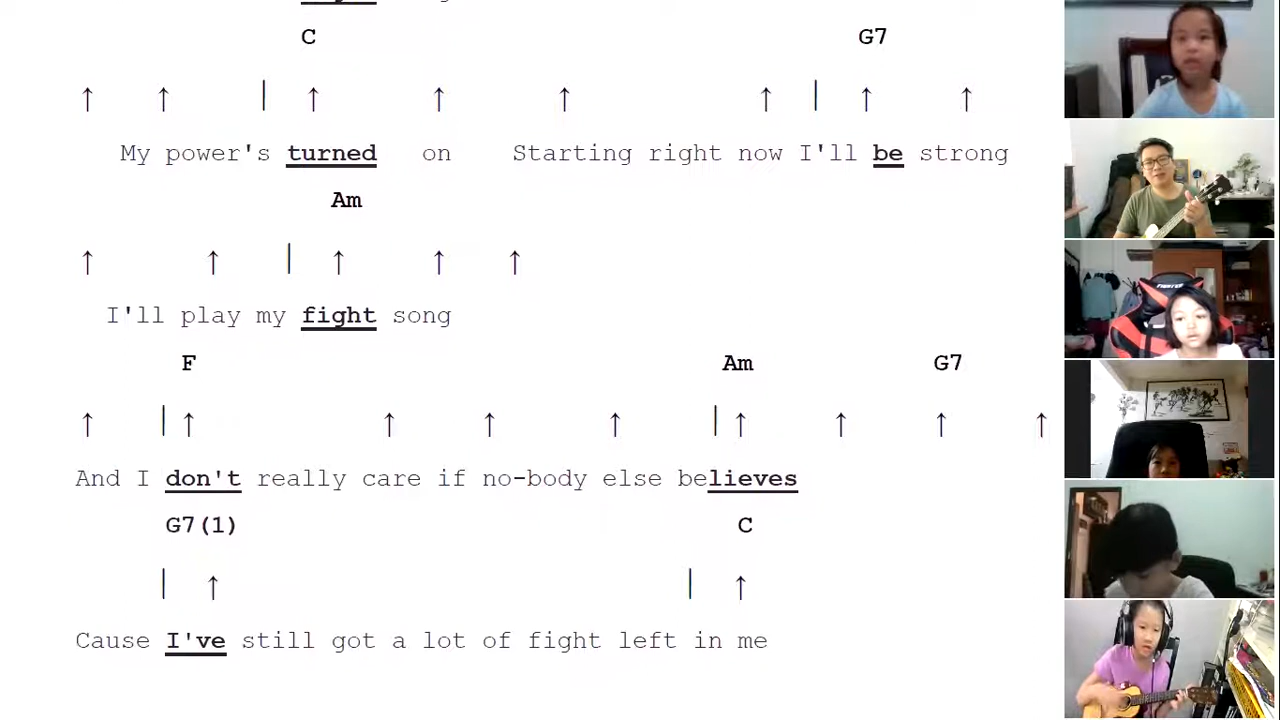 C G7
↑ ↑ | ↑ ↑ ↑ ↑ | ↑ ↑
My power's turned on Starting right now I'll be strong
Am
↑ ↑ | ↑ ↑ ↑
I'll play my fight song
F Am G7
↑ | ↑ ↑ ↑ ↑ | ↑ ↑ ↑ ↑
And I don't really care if no-body else believes
G7(1) C
| ↑ | ↑
Cause I've still got a lot of fight left in me